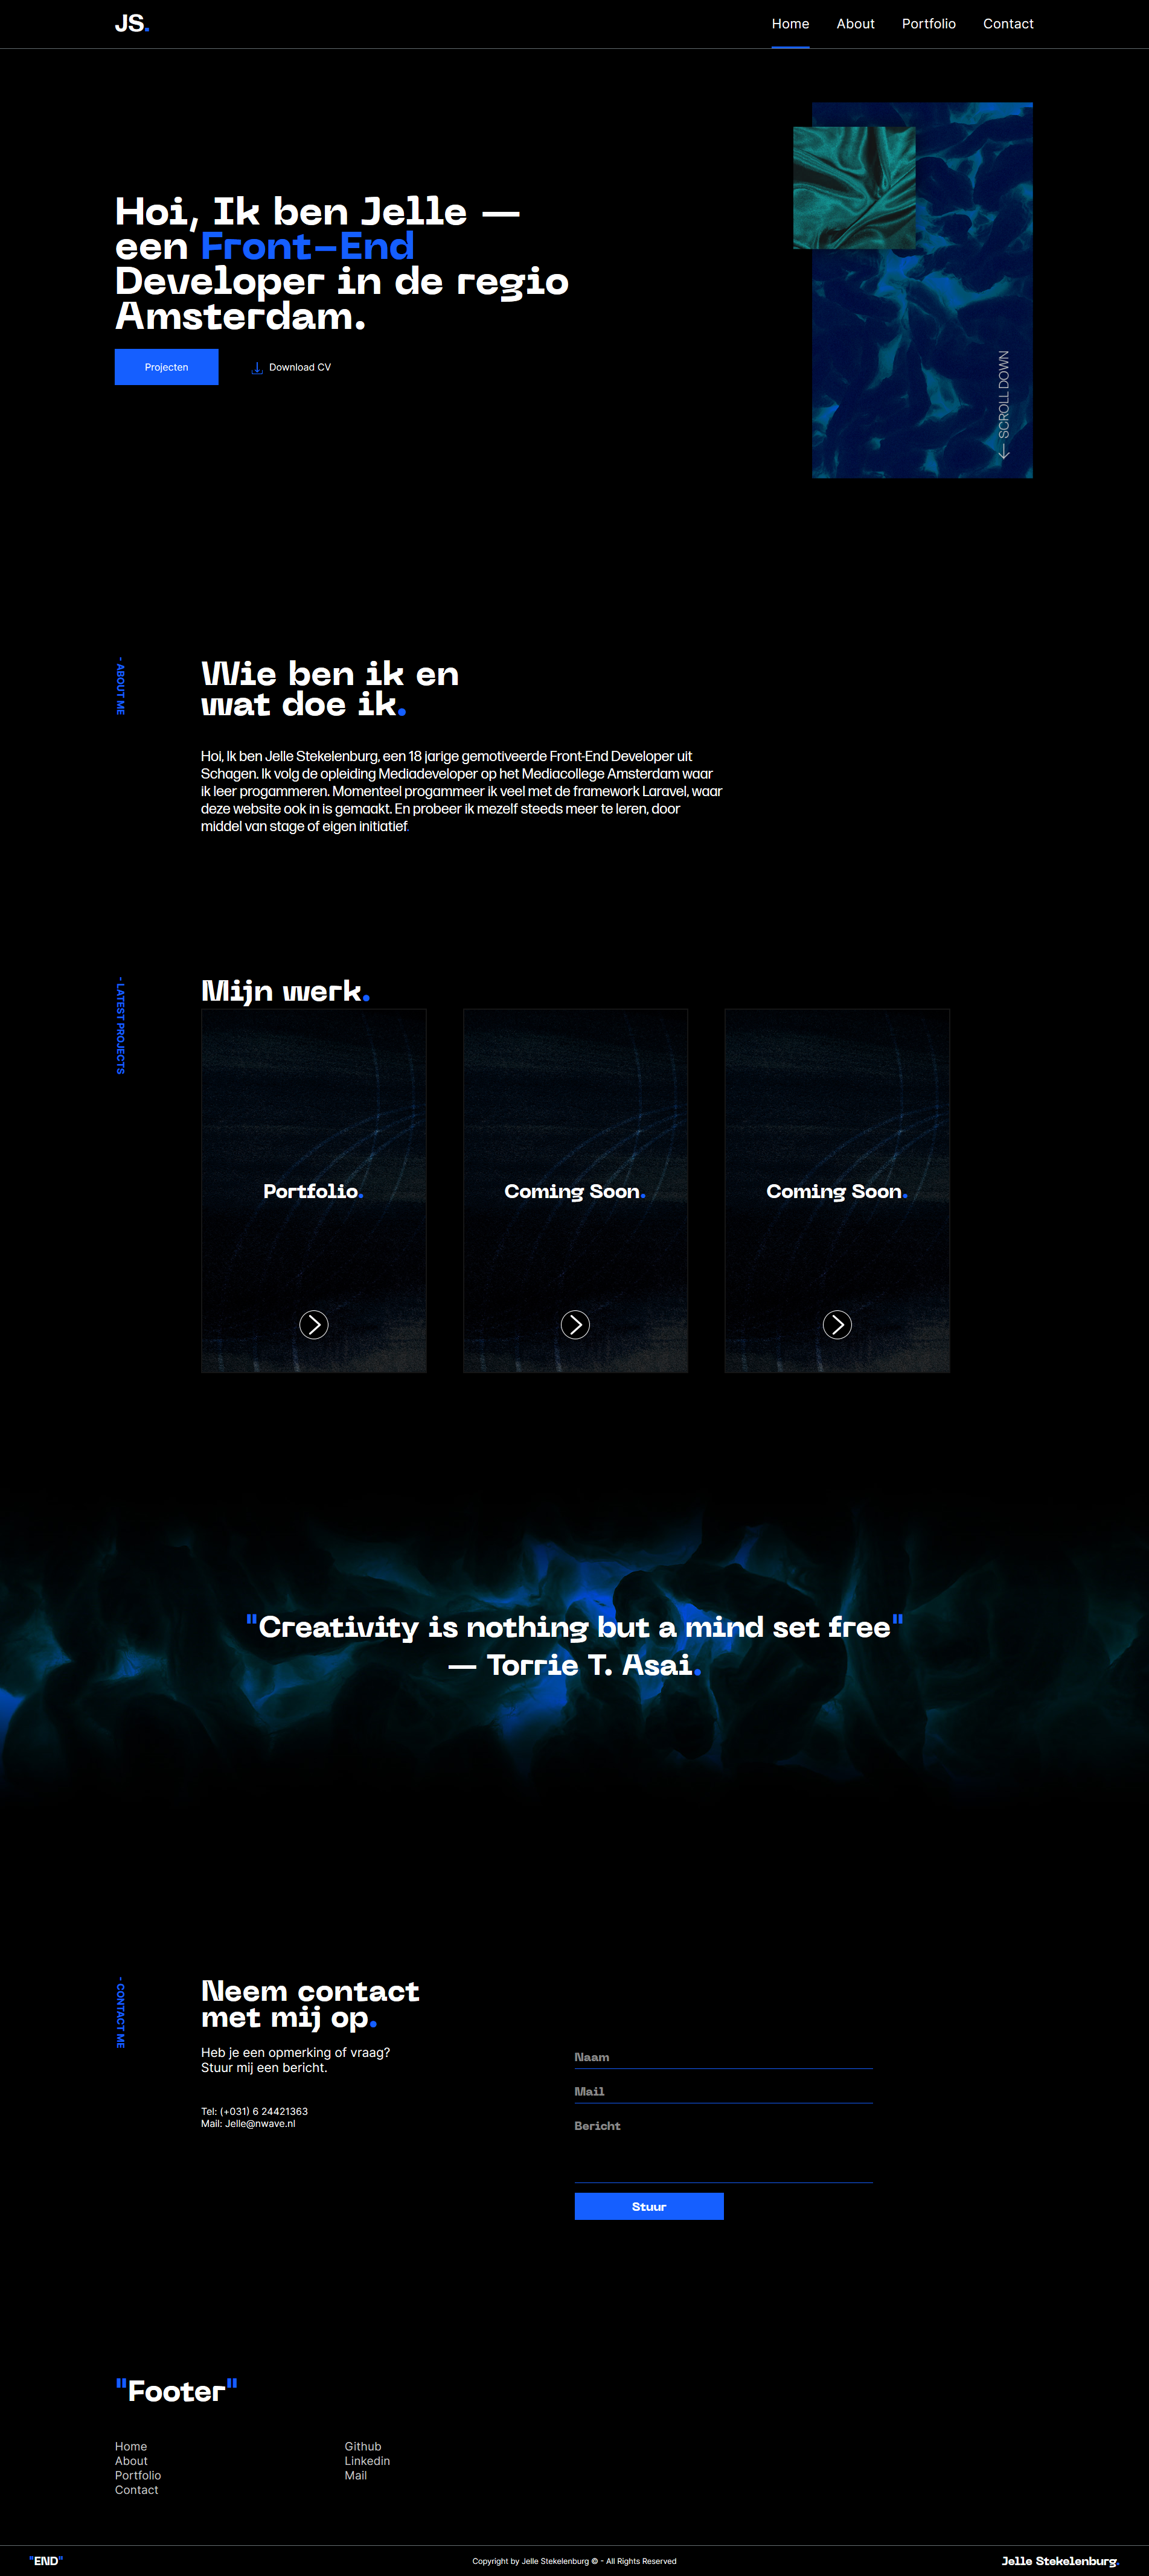 JS.
Home About Portfolio Contact
Hoi, Ik ben Jelle —
een Front-End
Developer in de regio
Amsterdam.
Projecten
Download CV
SCROLL DOWN
- ABOUT ME
Wie ben ik en
wat doe ik.
Hoi, Ik ben Jelle Stekelenburg, een 18 jarige gemotiveerde Front-End Developer uit
Schagen. Ik volg de opleiding Mediadeveloper op het Mediacollege Amsterdam waar
ik leer progammeren. Momenteel progammeer ik veel met de framework Laravel, waar
deze website ook in is gemaakt. En probeer ik mezelf steeds meer te leren, door
middel van stage of eigen initiatief.
- LATEST PROJECTS
Mijn werk.
Portfolio.
Coming Soon.
Coming Soon.
"Creativity is nothing but a mind set free"
— Torrie T. Asai.
- CONTACT ME
Neem contact
met mij op.
Heb je een opmerking of vraag?
Stuur mij een bericht.
Tel: (+031) 6 24421363
Mail: Jelle@nwave.nl
Naam
Mail
Bericht
Stuur
"Footer"
Home
About
Portfolio
Contact
Github
Linkedin
Mail
"END"
Copyright by Jelle Stekelenburg © - All Rights Reserved
Jelle Stekelenburg.